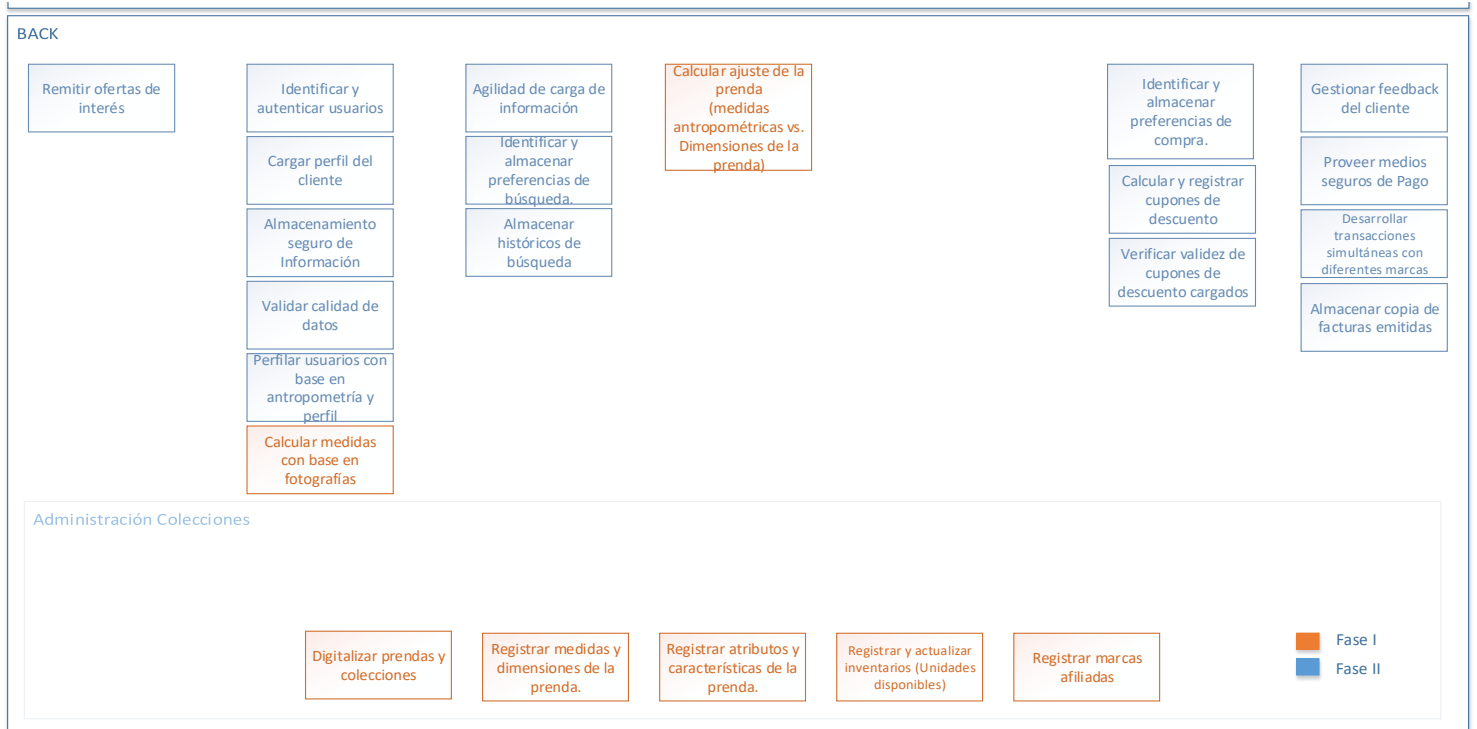 BACK
Remitir ofertas de
interés
Identificar y
autenticar usuarios
Cargar perfil del
cliente
Almacenamiento
seguro de
Información
Validar calidad de
datos
Perfilar usuarios con
base en
antropometría y
perfil
Calcular medidas
con base en
fotografías
Agilidad de carga de
información
Identificar y
almacenar
preferencias de
búsqueda.
Almacenar
históricos de
búsqueda
Calcular ajuste de la
prenda
(medidas
antropométricas vs.
Dimensiones de la
prenda)
Identificar y
almacenar
preferencias de
compra.
Calcular y registrar
cupones de
descuento
Verificar validez de
cupones de
descuento cargados
Gestionar feedback
del cliente
Proveer medios
seguros de Pago
Desarrollar
transacciones
simultáneas con
diferentes marcas
Almacenar copia de
facturas emitidas
Administración Colecciones
Digitalizar prendas y
colecciones
Registrar medidas y
dimensiones de la
prenda.
Registrar atributos y
características de la
prenda.
Registrar y actualizar
inventarios (Unidades
disponibles)
Registrar marcas
afiliadas
Fase I
Fase II